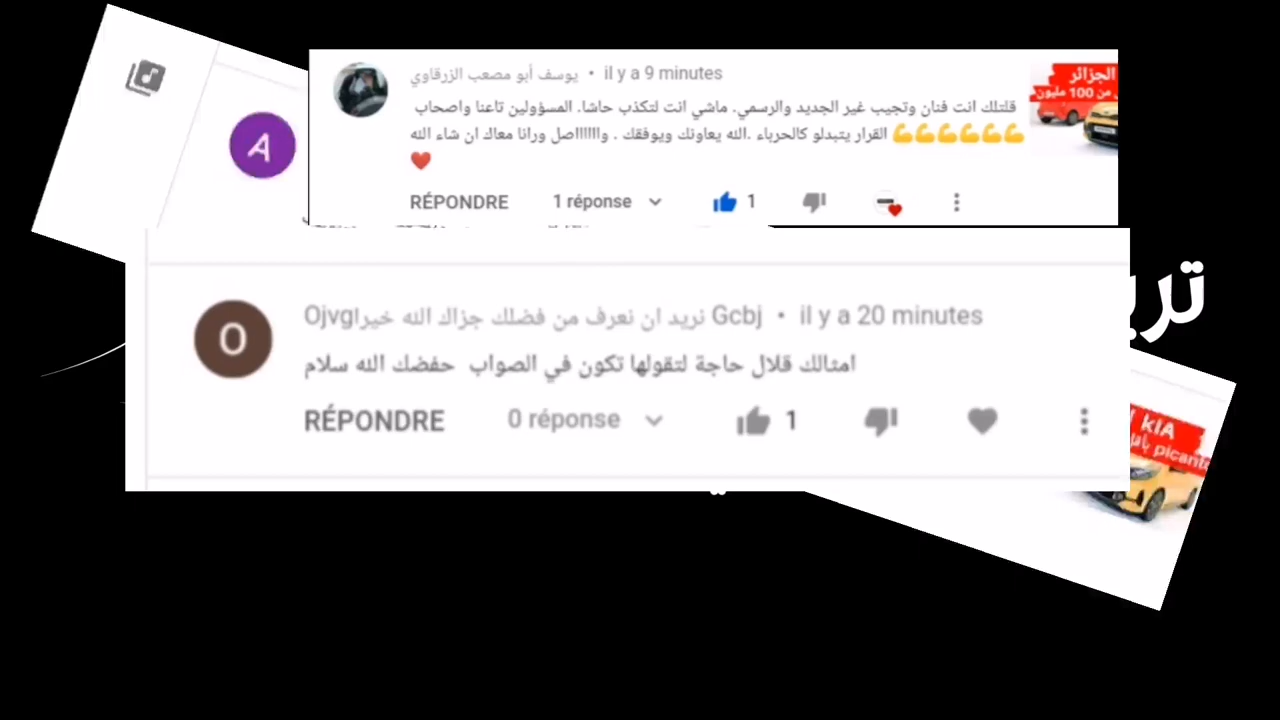 يوسف أبو مصعب الزرقاوي • il y a 9 minutes
قلتلك انت فنان وتجيب غير الجديد والرسمي. ماشي انت لتكذب حاشا. المسؤولين تاعنا واصحاب
القرار يتبدلو كالحرباء .الله يعاونك ويوفقك . واااااااصل ورانا معاك ان شاء الله 💪💪💪💪💪💪
❤️
RÉPONDRE 1 réponse 1
الجزائر
من 100 مليون
A
O
Ojvgنريد ان نعرف من فضلك جزاك الله خيرا Gcbj • il y a 20 minutes
امثالك قلال حاجة لتقولها تكون في الصواب حفضك الله سلام
RÉPONDRE 0 réponse 1
KIA
picanto